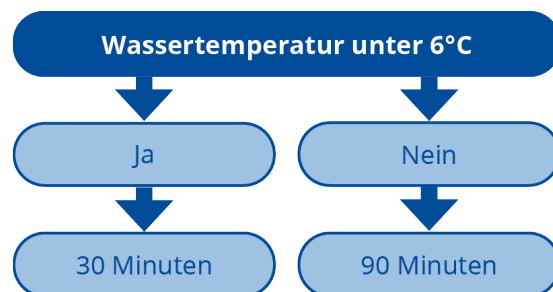 Wassertemperatur unter 6°C
Ja
Nein
30 Minuten
90 Minuten